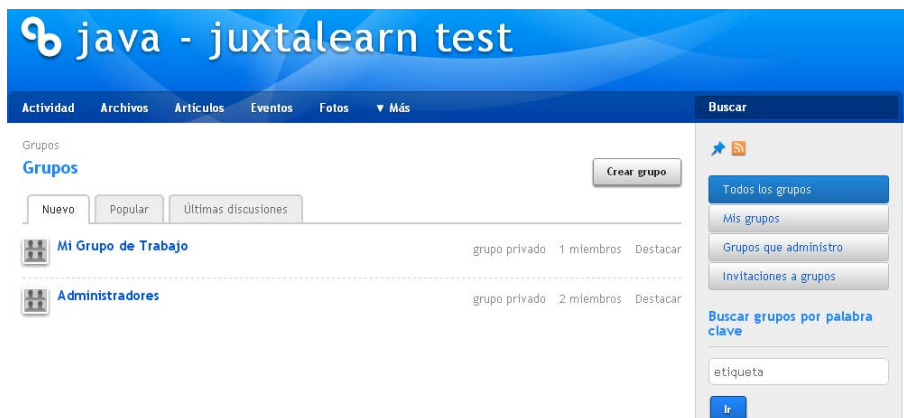 java - juxtalearn test
Actividad Archivos Artículos Eventos Fotos ▼ Más
Buscar
Grupos
Grupos
Crear grupo
Nuevo Popular Últimas discusiones
Mi Grupo de Trabajo grupo privado 1 miembros Destacar
Administradores grupo privado 2 miembros Destacar
Todos los grupos
Mis grupos
Grupos que administro
Invitaciones a grupos
Buscar grupos por palabra
clave
etiqueta
Ir